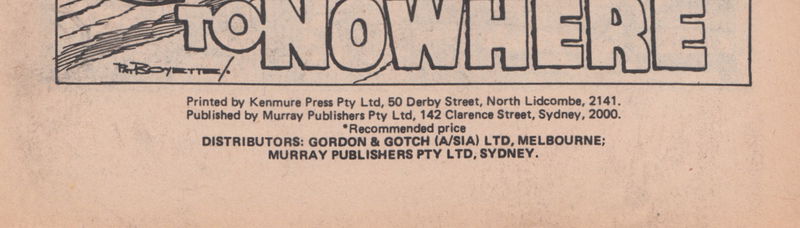 TO NOWHERE
PAT BOYETTE/.
Printed by Kenmure Press Pty Ltd, 50 Derby Street, North Lidcombe, 2141.
Published by Murray Publishers Pty Ltd, 142 Clarence Street, Sydney, 2000.
*Recommended price
DISTRIBUTORS: GORDON & GOTCH (A/SIA) LTD, MELBOURNE;
MURRAY PUBLISHERS PTY LTD, SYDNEY.